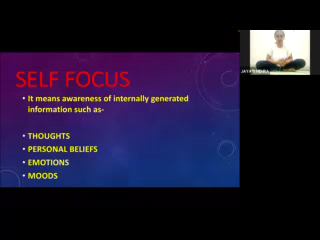 SELF FOCUS
• It means awareness of internally generated
information such as-
• THOUGHTS
• PERSONAL BELIEFS
• EMOTIONS
• MOODS